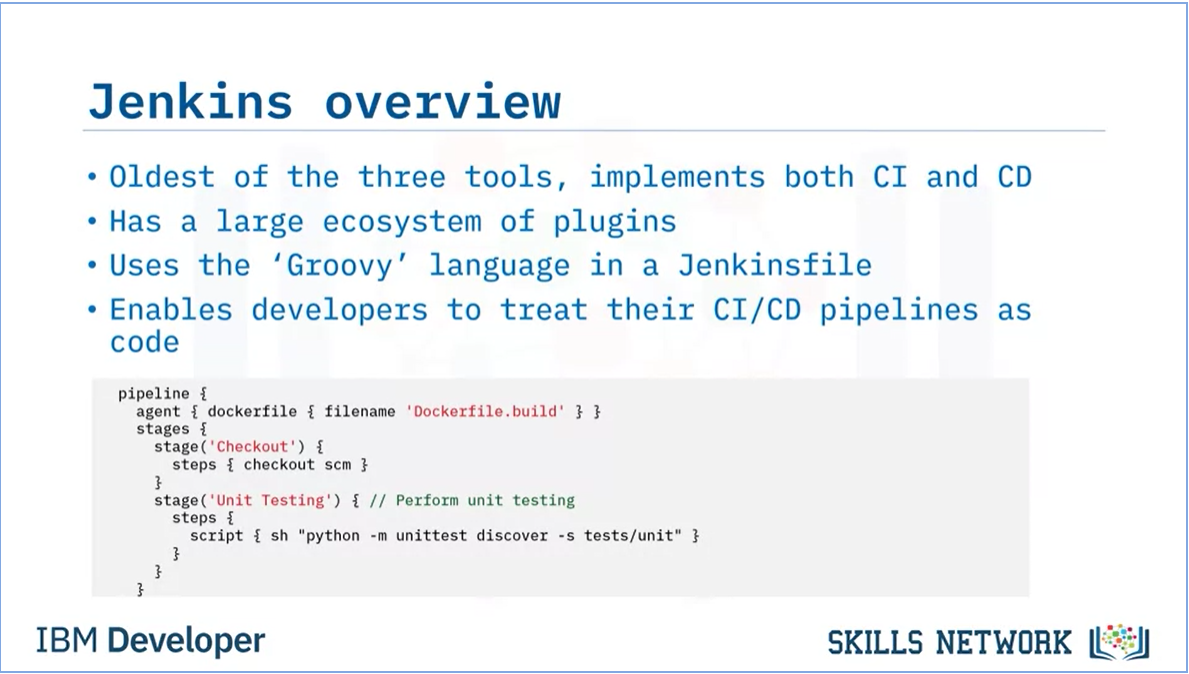 Jenkins overview
• Oldest of the three tools, implements both CI and CD
• Has a large ecosystem of plugins
• Uses the ‘Groovy’ language in a Jenkinsfile
• Enables developers to treat their CI/CD pipelines as
code
pipeline {
  agent { dockerfile { filename 'Dockerfile.build' } }
  stages {
    stage('Checkout') {
      steps { checkout scm }
    }
    stage('Unit Testing') { // Perform unit testing
      steps {
        script { sh "python -m unittest discover -s tests/unit" }
      }
    }
  }
IBM Developer
SKILLS NETWORK